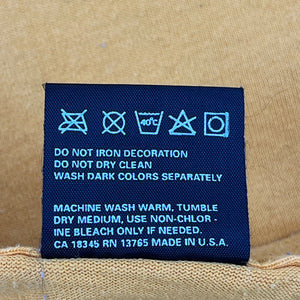 40°C
DO NOT IRON DECORATION
DO NOT DRY CLEAN
WASH DARK COLORS SEPARATELY
MACHINE WASH WARM, TUMBLE
DRY MEDIUM, USE NON-CHLOR -
INE BLEACH ONLY IF NEEDED.
CA 18345 RN 13765 MADE IN U.S.A.